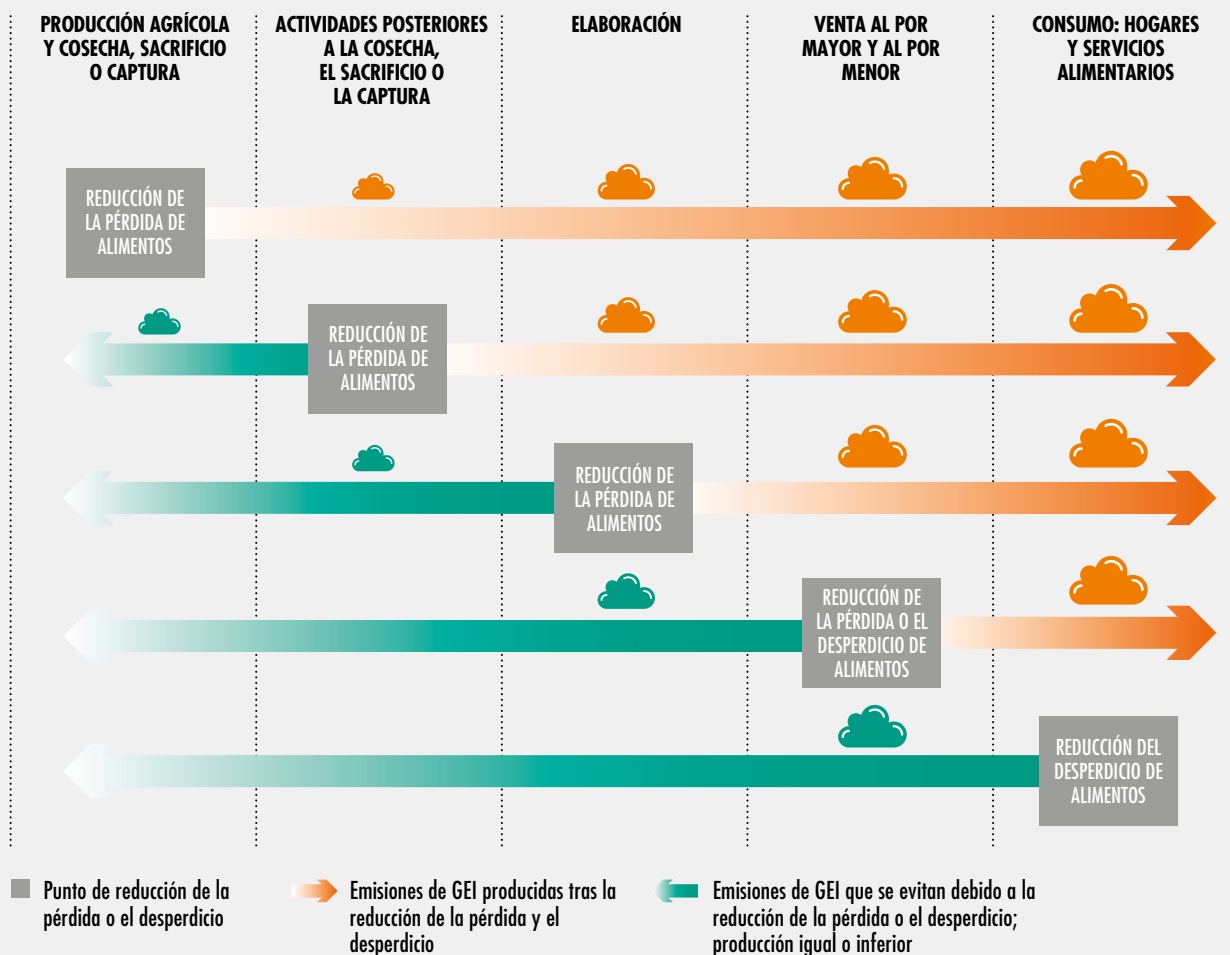 PRODUCCIÓN AGRÍCOLA
Y COSECHA, SACRIFICIO
O CAPTURA
ACTIVIDADES POSTERIORES
A LA COSECHA,
EL SACRIFICIO O
LA CAPTURA
ELABORACIÓN
VENTA AL POR
MAYOR Y AL POR
MENOR
CONSUMO: HOGARES
Y SERVICIOS
ALIMENTARIOS
REDUCCIÓN DE
LA PÉRDIDA DE
ALIMENTOS
REDUCCIÓN DE
LA PÉRDIDA DE
ALIMENTOS
REDUCCIÓN DE
LA PÉRDIDA DE
ALIMENTOS
REDUCCIÓN DE
LA PÉRDIDA O EL
DESPERDICIO DE
ALIMENTOS
REDUCCIÓN DEL
DESPERDICIO DE
ALIMENTOS
Punto de reducción de la
pérdida o el desperdicio
Emisiones de GEI producidas tras la
reducción de la pérdida y el
desperdicio
Emisiones de GEI que se evitan debido a la
reducción de la pérdida o el desperdicio;
producción igual o inferior